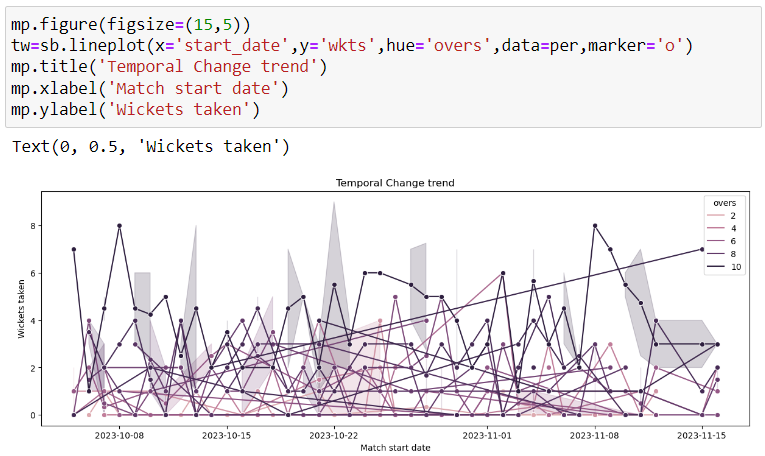 mp.figure(figsize=(15,5))
tw=sb.lineplot(x='start_date',y='wkts',hue='overs',data=per,marker='o')
mp.title('Temporal Change trend')
mp.xlabel('Match start date')
mp.ylabel('Wickets taken')
Text(0, 0.5, 'Wickets taken')
Temporal Change trend
overs
2
4
6
8
10
8
6
4
2
0
Wickets taken
2023-10-08 2023-10-15 2023-10-22 2023-11-01 2023-11-08 2023-11-15
Match start date